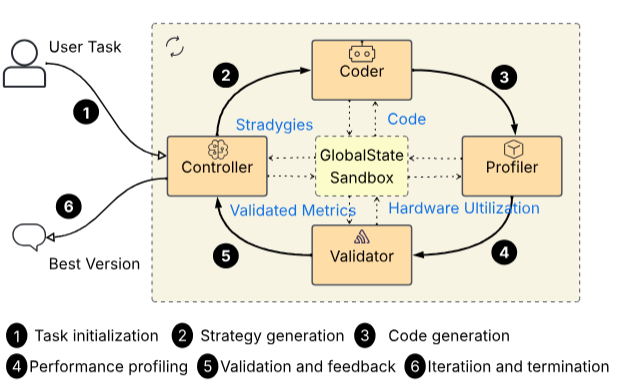 User Task
2
Coder
3
1
Stradygies
Code
Controller
GlobalState
Sandbox
Profiler
6
Validated Metrics
Hardware Ultilization
5
Validator
4
Best Version
1 Task initialization 2 Strategy generation 3 Code generation
4 Performance profiling 5 Validation and feedback 6 Iteratiion and termination